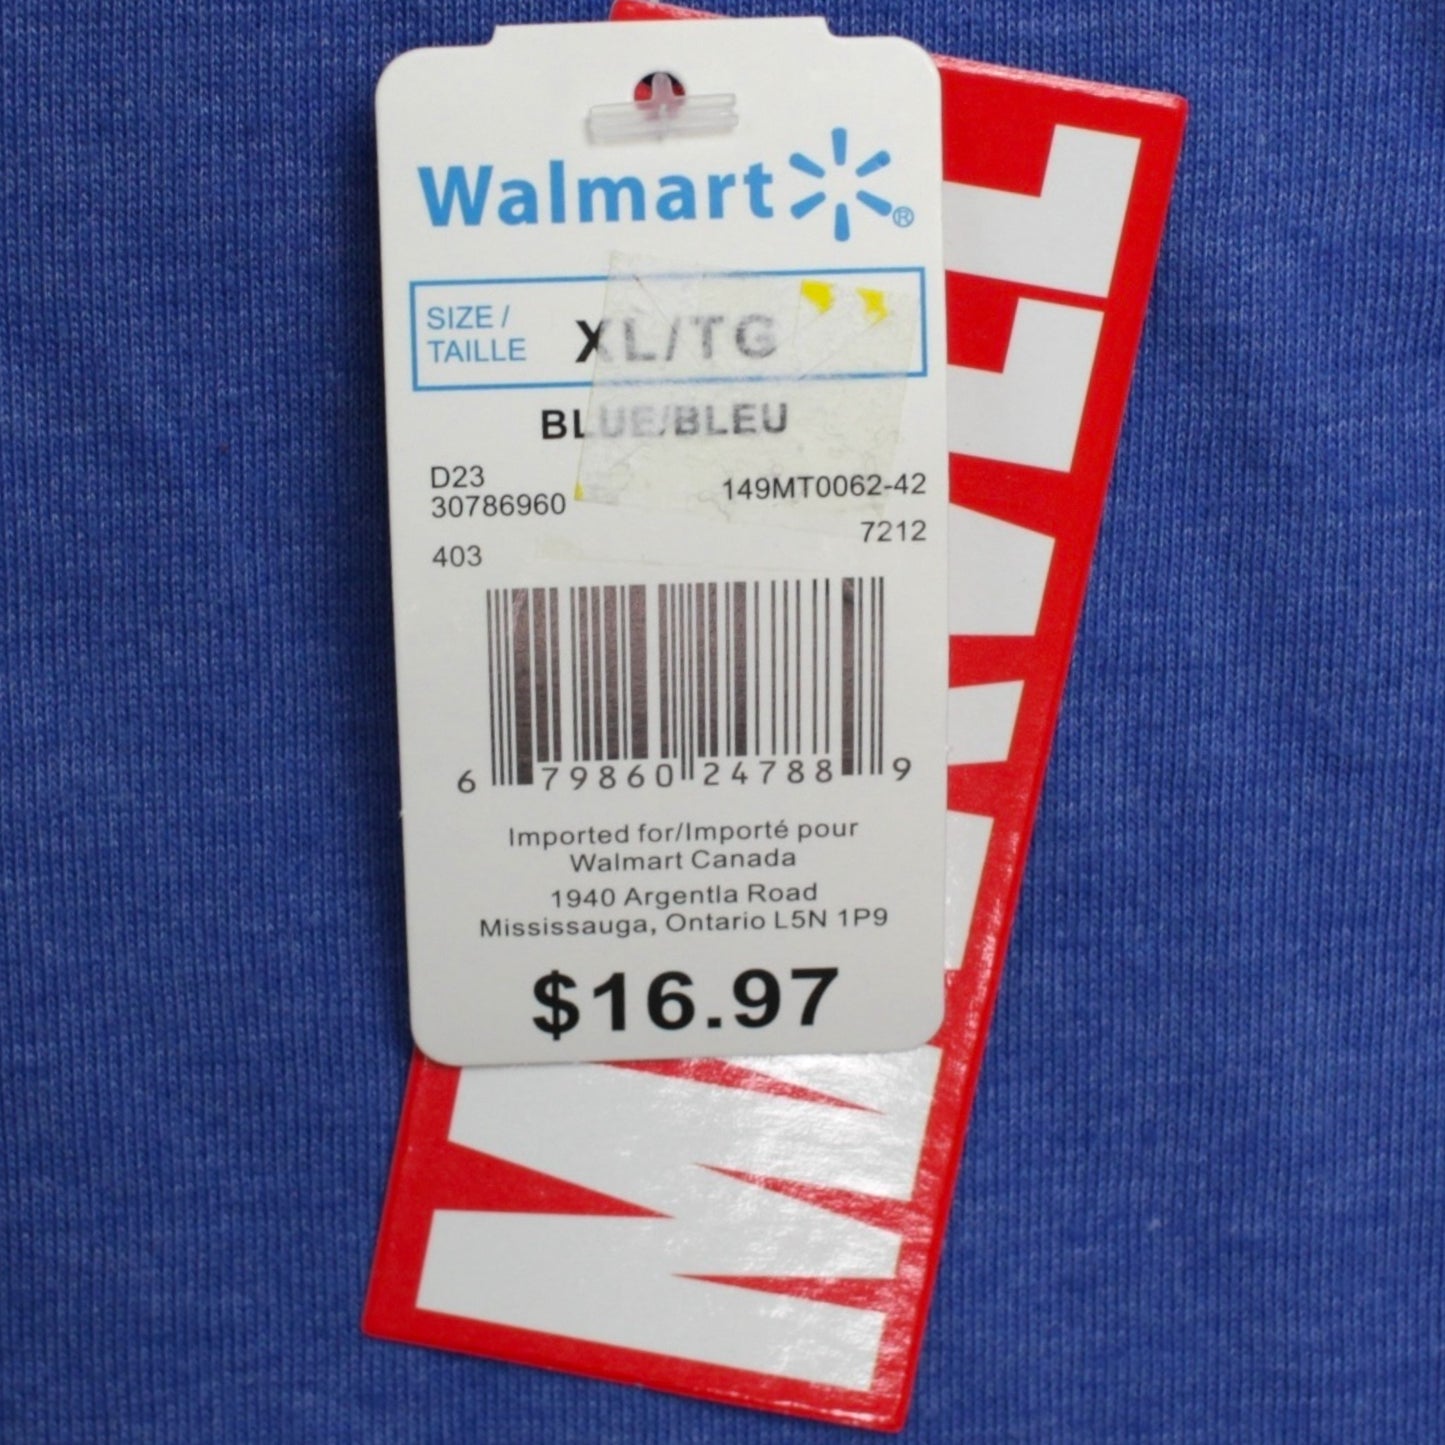 Walmart ®
SIZE /
TAILLE
XL/TG
BLUE/BLEU
D23
30786960
149MT0062-42
7212
403
6 79860 24788 9
Imported for/Importé pour
Walmart Canada
1940 Argentla Road
Mississauga, Ontario L5N 1P9
$16.97
MARVEL